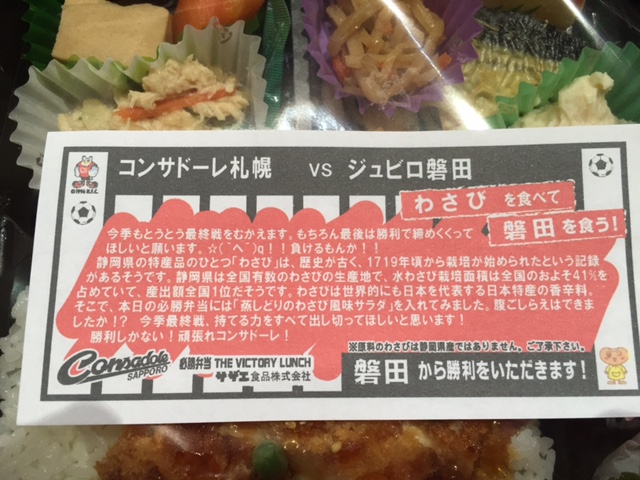 コンサドーレ札幌 VS ジュビロ磐田
©1996 H.F.C.
わさび を食べて
磐田 を食う!
今季もとうとう最終戦をむかえます。もちろん最後は勝利で締めくくって
ほしいと願います。☆(｀ヘ´)q!!負けるもんか!!
静岡県の特産品のひとつ「わさび」は、歴史が古く、1719年頃から栽培が始められたという記録
があるそうです。静岡県は全国有数のわさびの生産地で、水わさび栽培面積は全国のおよそ41%を
占めていて、産出額全国1位だそうです。わさびは世界的にも日本を代表する日本特産の香辛料。
そこで、本日の必勝弁当には「蒸しどりのわさび風味サラダ」を入れてみました。腹ごしらえはできま
したか!? 今季最終戦、持てる力をすべて出し切ってほしいと思います!
勝利しかない!頑張れコンサドーレ!
※原料のわさびは静岡県産ではありません。ご了承下さい。
Consadole
SAPPORO
必勝弁当 THE VICTORY LUNCH
サザエ食品株式会社
磐田 から勝利をいただきます!